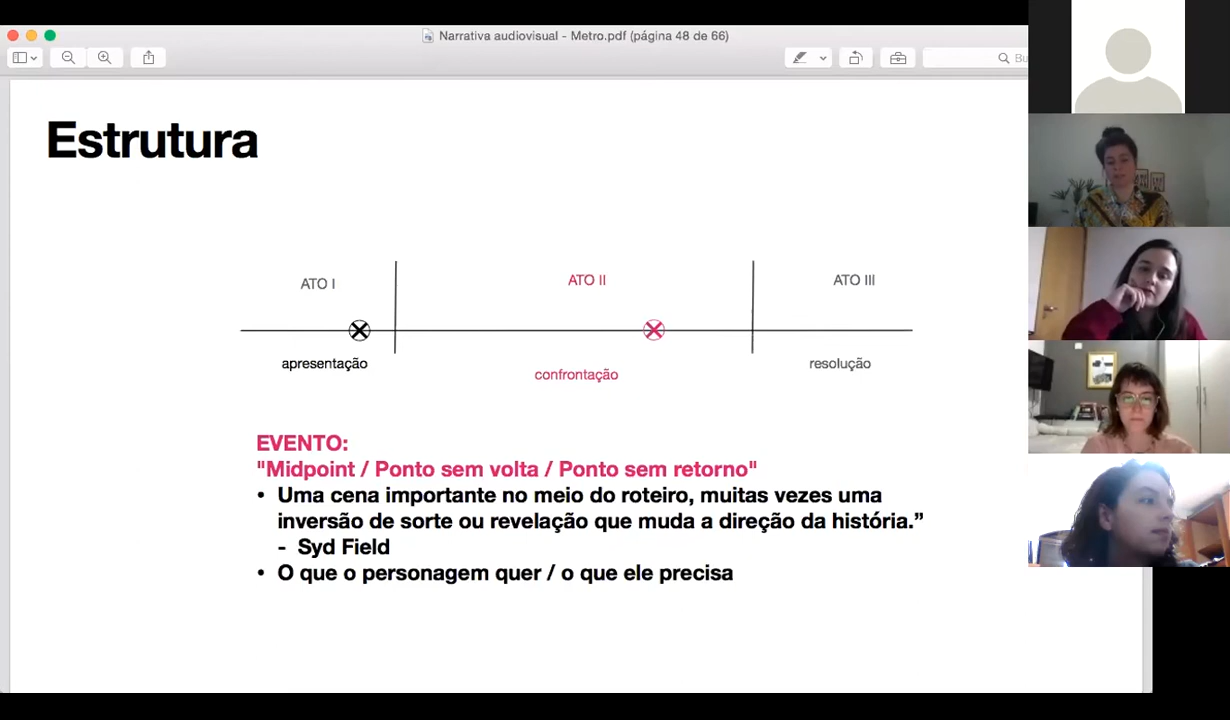 Narrativa audiovisual - Metro.pdf (página 48 de 66)
Bu
Estrutura
ATO I
ATO II
ATO III
apresentação
confrontação
resolução
EVENTO:
"Midpoint / Ponto sem volta / Ponto sem retorno"
• Uma cena importante no meio do roteiro, muitas vezes uma
inversão de sorte ou revelação que muda a direção da história.”
- Syd Field
• O que o personagem quer / o que ele precisa